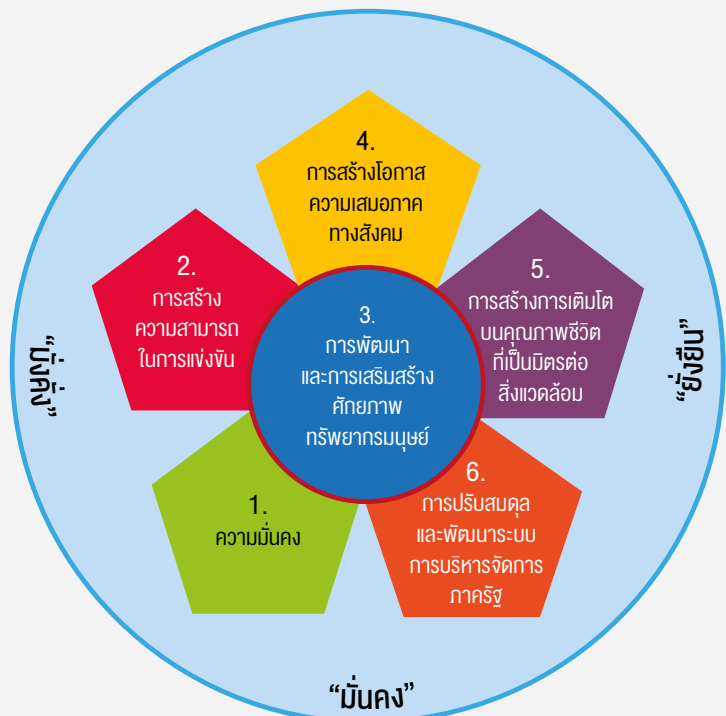 4.
การสร้างโอกาส
ความเสมอภาค
ทางสังคม
2.
การสร้าง
ความสามารถ
ในการแข่งขัน
3.
การพัฒนา
และการเสริมสร้าง
ศักยภาพ
ทรัพยากรมนุษย์
5.
การสร้างการเติมโต
บนคุณภาพชีวิต
ที่เป็นมิตรต่อ
สิ่งแวดล้อม
1.
ความมั่นคง
6.
การปรับสมดุล
และพัฒนาระบบ
การบริหารจัดการ
ภาครัฐ
“มั่งคั่ง”
“ยั่งยืน”
“มั่นคง”